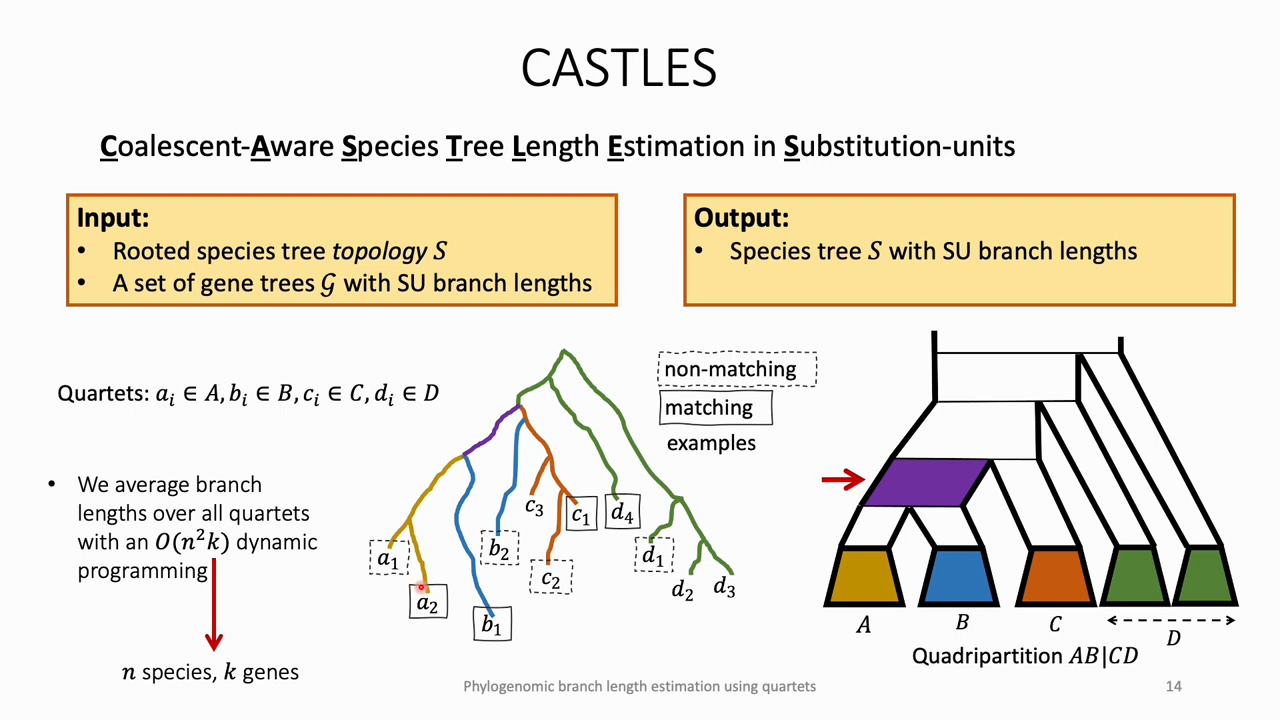 CASTLES
Coalescent-Aware Species Tree Length Estimation in Substitution-units
Input:
• Rooted species tree topology S
• A set of gene trees 𝒢 with SU branch lengths
Output:
• Species tree S with SU branch lengths
Quartets: aᵢ ∈ A, bᵢ ∈ B, cᵢ ∈ C, dᵢ ∈ D
• We average branch
lengths over all quartets
with an O(n²k) dynamic
programming
n species, k genes
non-matching
matching
examples
a₁
a₂
b₁
b₂
c₃
c₂
c₁
d₄
d₁
d₂
d₃
A
B
C
D
Quadripartition AB|CD
Phylogenomic branch length estimation using quartets
14